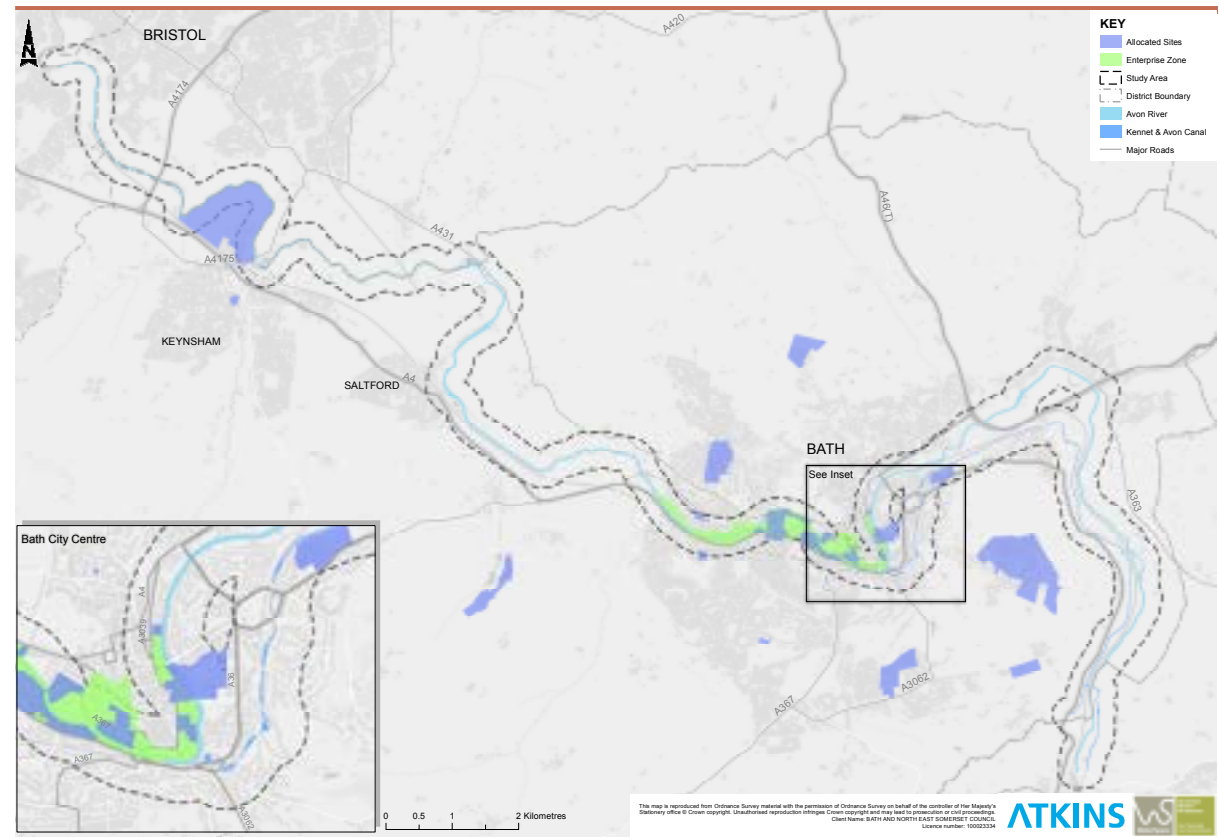 BRISTOL
A420
A4174
A431
A4175
KEYNSHAM
SALTFORD
A4
A46(T)
BATH
See Inset
A363
A3062
A367
KEY
Allocated Sites
Enterprise Zone
Study Area
District Boundary
Avon River
Kennet & Avon Canal
Major Roads
N
Bath City Centre
A4
A3039
A36
A367
A367
A3062
0 0.5 1 2 Kilometres
This map is reproduced from Ordnance Survey material with the permission of Ordnance Survey on behalf of the controller of Her Majesty's
Stationery office © Crown copyright. Unauthorised reproduction infringes Crown copyright and may lead to prosecution or civil proceedings.
Client Name: BATH AND NORTH EAST SOMERSET COUNCIL
Licence number: 100023334
ATKINS